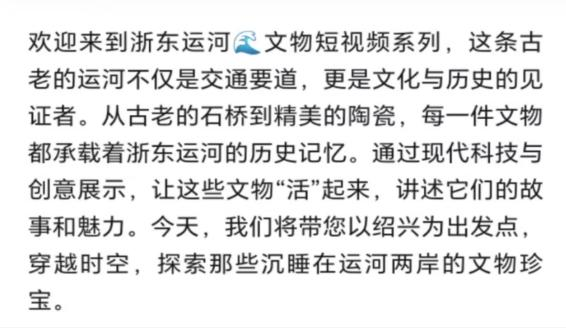 欢迎来到浙东运河🌊文物短视频系列，这条古
老的运河不仅是交通要道，更是文化与历史的见
证者。从古老的石桥到精美的陶瓷，每一件文物
都承载着浙东运河的历史记忆。通过现代科技与
创意展示，让这些文物“活”起来，讲述它们的故
事和魅力。今天，我们将带您以绍兴为出发点，
穿越时空，探索那些沉睡在运河两岸的文物珍
宝。